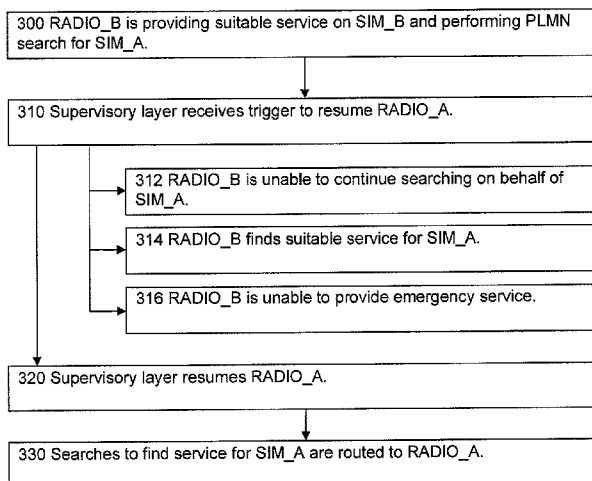 300 RADIO_B is providing suitable service on SIM_B and performing PLMN
search for SIM_A.
310 Supervisory layer receives trigger to resume RADIO_A.
312 RADIO_B is unable to continue searching on behalf of
SIM_A.
314 RADIO_B finds suitable service for SIM_A.
316 RADIO_B is unable to provide emergency service.
320 Supervisory layer resumes RADIO_A.
330 Searches to find service for SIM_A are routed to RADIO_A.